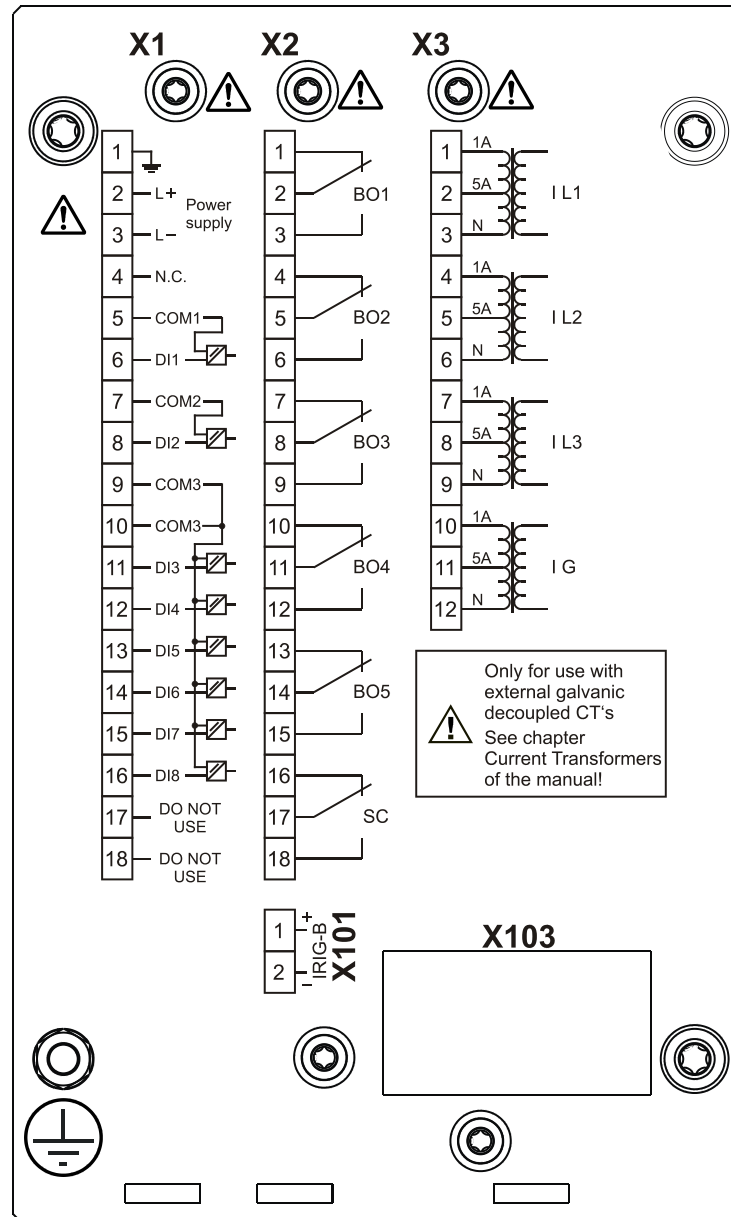 X1
X2
X3
1
2 L+
Power
supply
3 L−
4 N.C.
5 COM1
6 DI1
7 COM2
8 DI2
9 COM3
10 COM3
11 DI3
12 DI4
13 DI5
14 DI6
15 DI7
16 DI8
17 DO NOT
USE
18 DO NOT
USE
1
2 BO1
3
4
5 BO2
6
7
8 BO3
9
10
11 BO4
12
13
14 BO5
15
16
17 SC
18
1 1A
2 5A I L1
3 N
4 1A
5 5A I L2
6 N
7 1A
8 5A I L3
9 N
10 1A
11 5A I G
12 N
Only for use with
external galvanic
decoupled CT‘s
See chapter
Current Transformers
of the manual!
1 +
2 −
IRIG-B
X101
X103